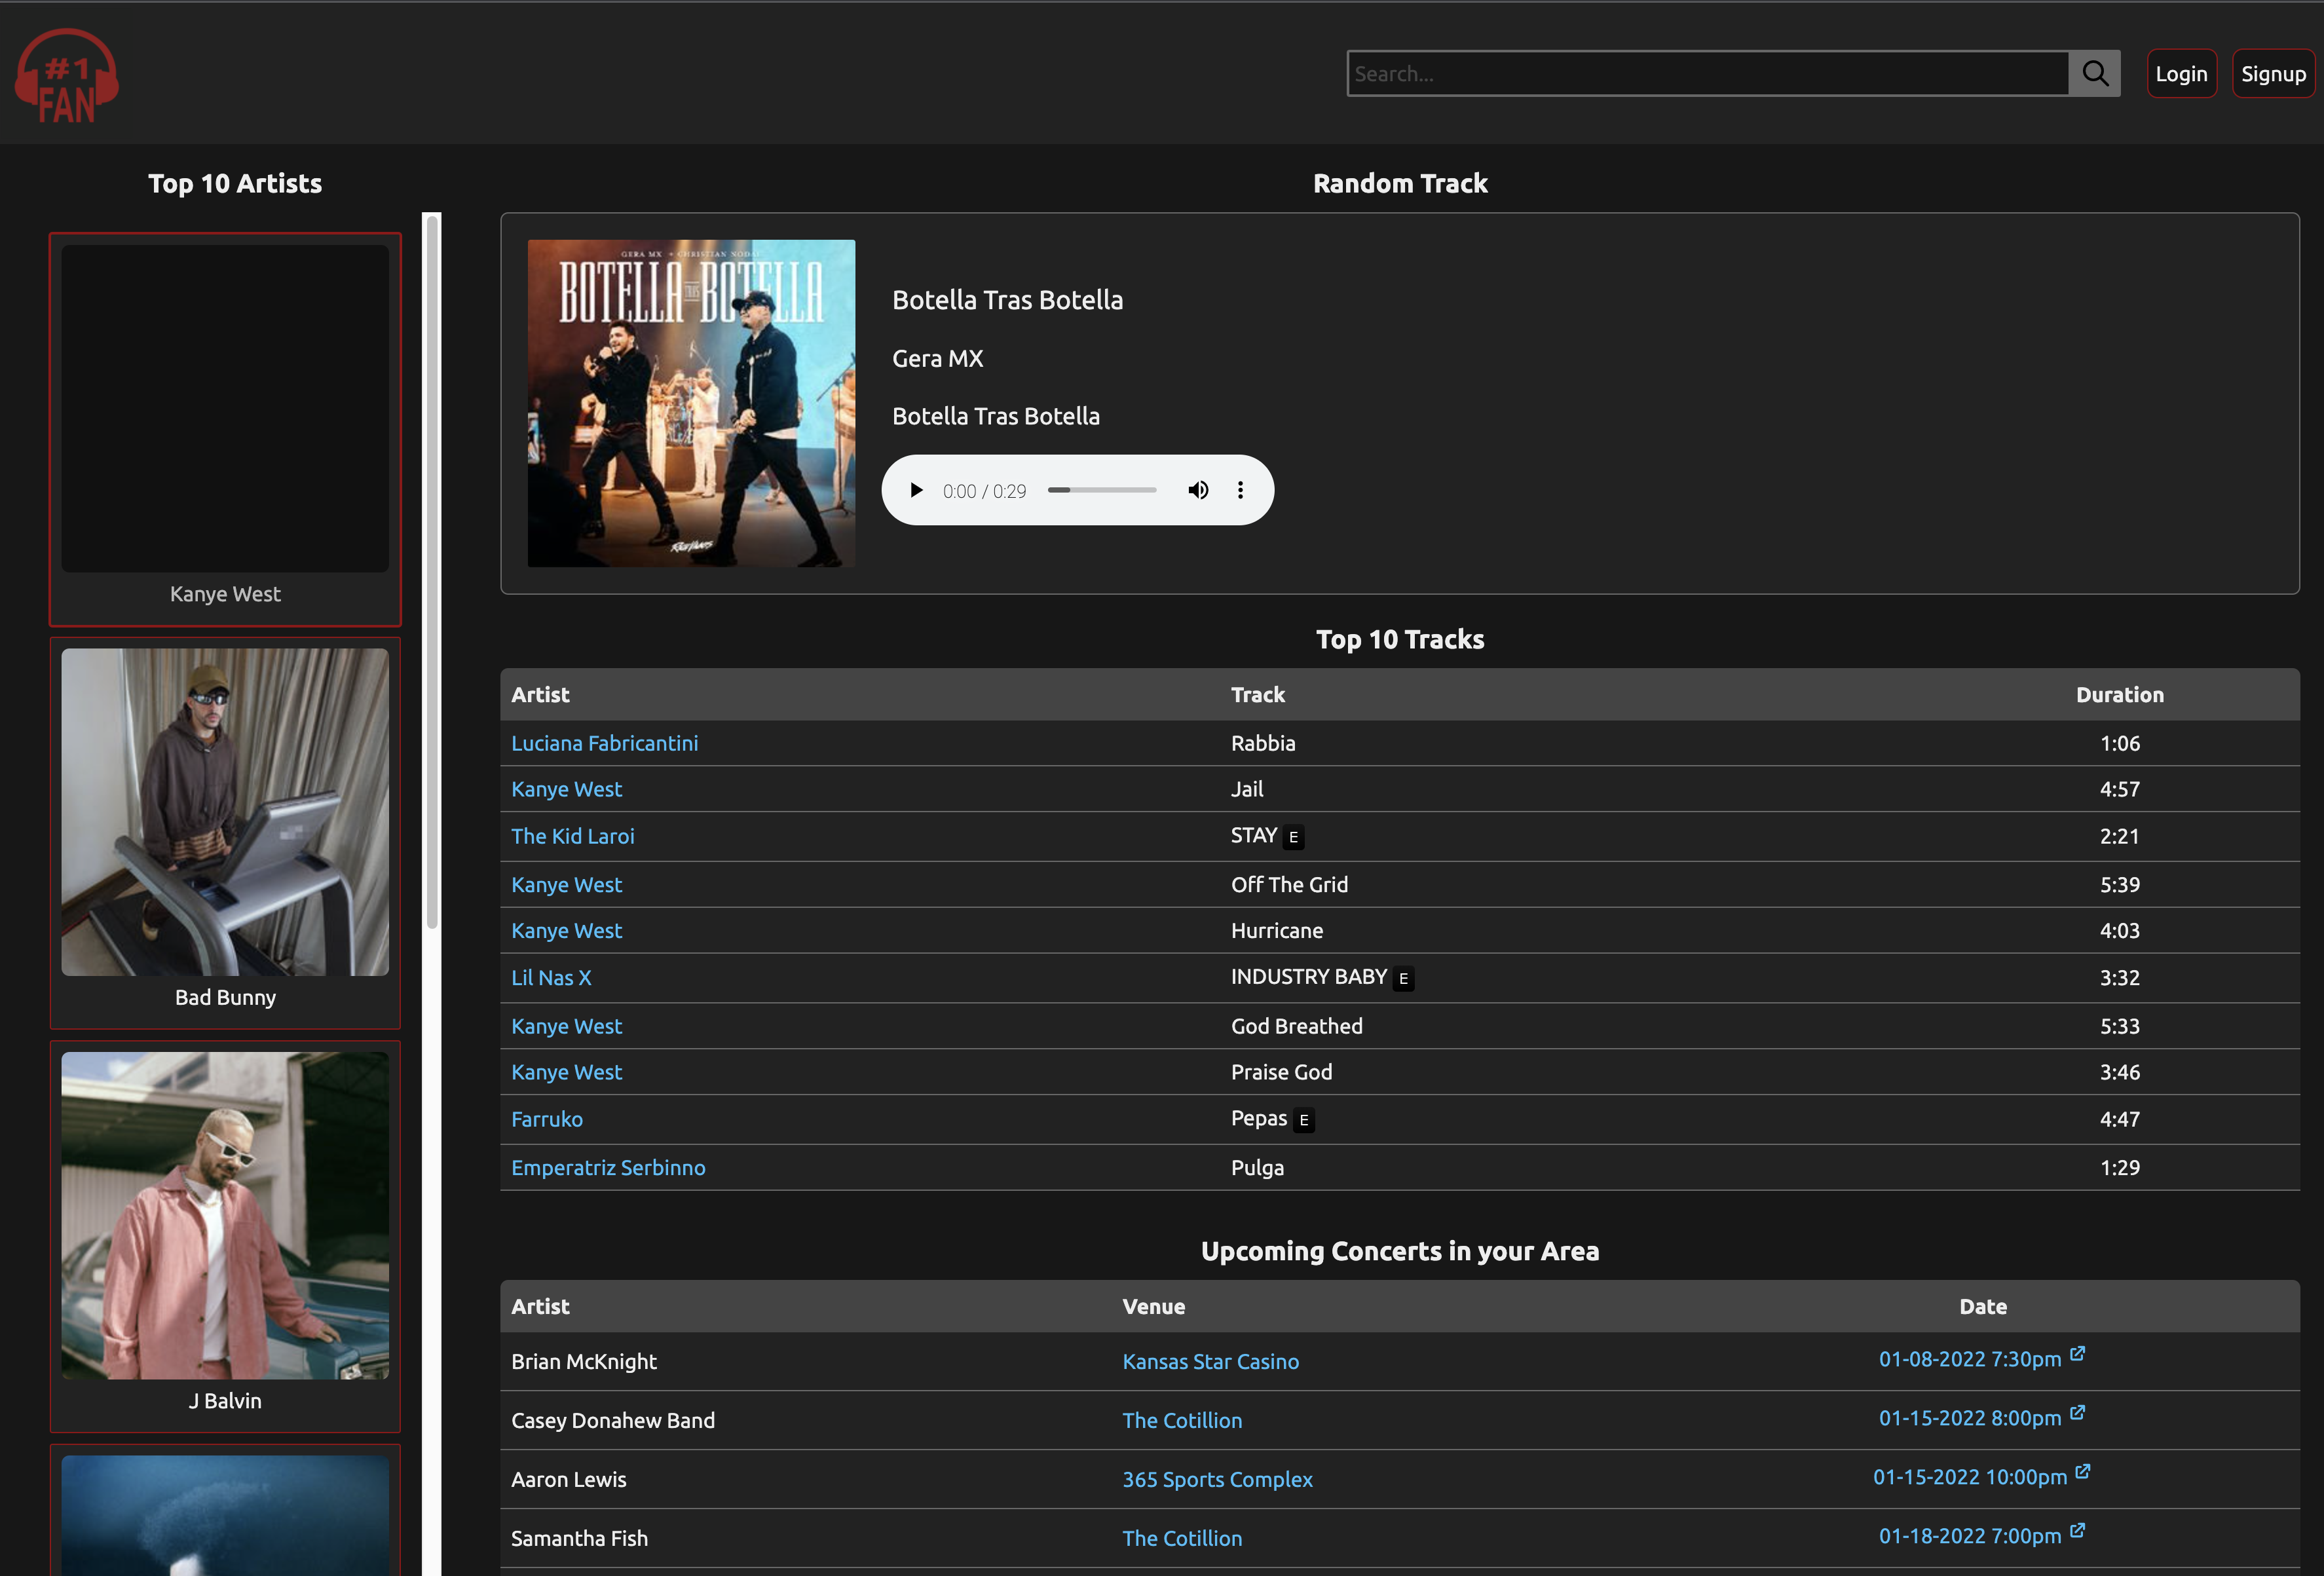 #1
FAN
Search...
Login
Signup
Top 10 Artists
Kanye West
Bad Bunny
J Balvin
Random Track
GERA MX + CHRISTIAN NODAL
BOTELLA TRAS BOTELLA
Botella Tras Botella
Gera MX
Botella Tras Botella
0:00 / 0:29
Top 10 Tracks
Artist Track Duration
Luciana Fabricantini Rabbia 1:06
Kanye West Jail 4:57
The Kid Laroi STAY E 2:21
Kanye West Off The Grid 5:39
Kanye West Hurricane 4:03
Lil Nas X INDUSTRY BABY E 3:32
Kanye West God Breathed 5:33
Kanye West Praise God 3:46
Farruko Pepas E 4:47
Emperatriz Serbinno Pulga 1:29
Upcoming Concerts in your Area
Artist Venue Date
Brian McKnight Kansas Star Casino 01-08-2022 7:30pm
Casey Donahew Band The Cotillion 01-15-2022 8:00pm
Aaron Lewis 365 Sports Complex 01-15-2022 10:00pm
Samantha Fish The Cotillion 01-18-2022 7:00pm